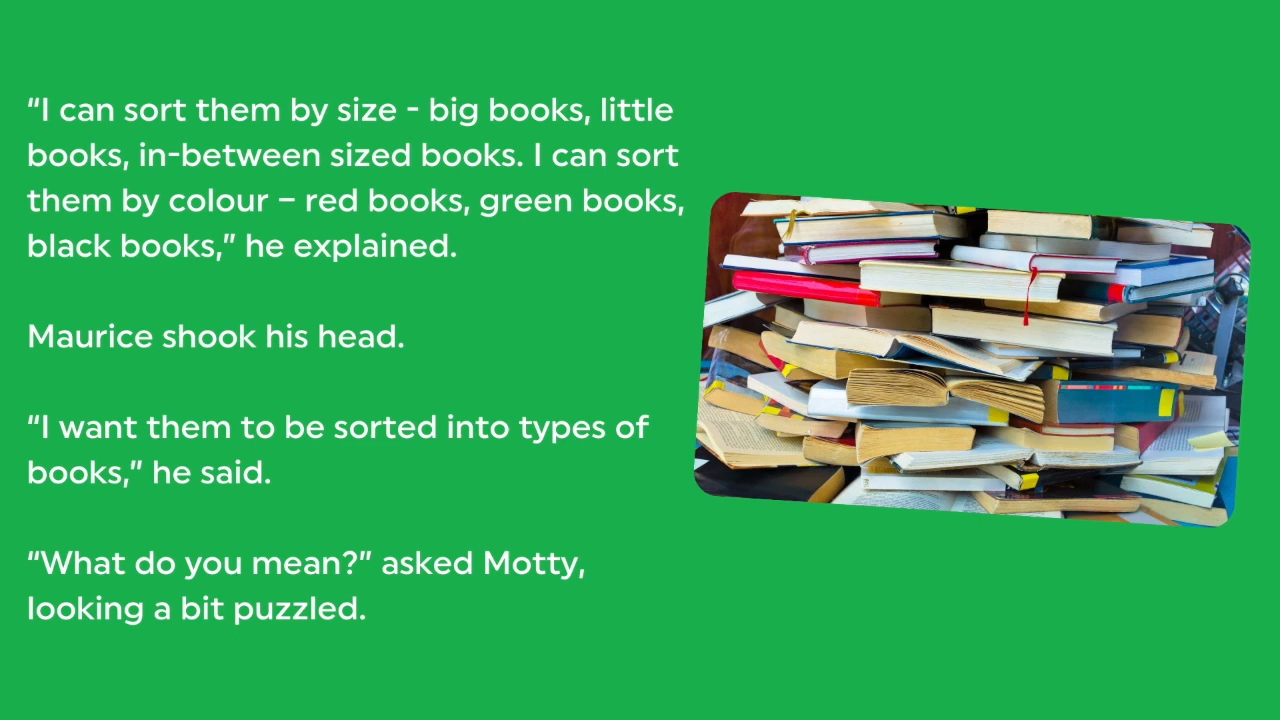 “I can sort them by size - big books, little
books, in-between sized books. I can sort
them by colour – red books, green books,
black books,” he explained.
Maurice shook his head.
“I want them to be sorted into types of
books,” he said.
“What do you mean?” asked Motty,
looking a bit puzzled.